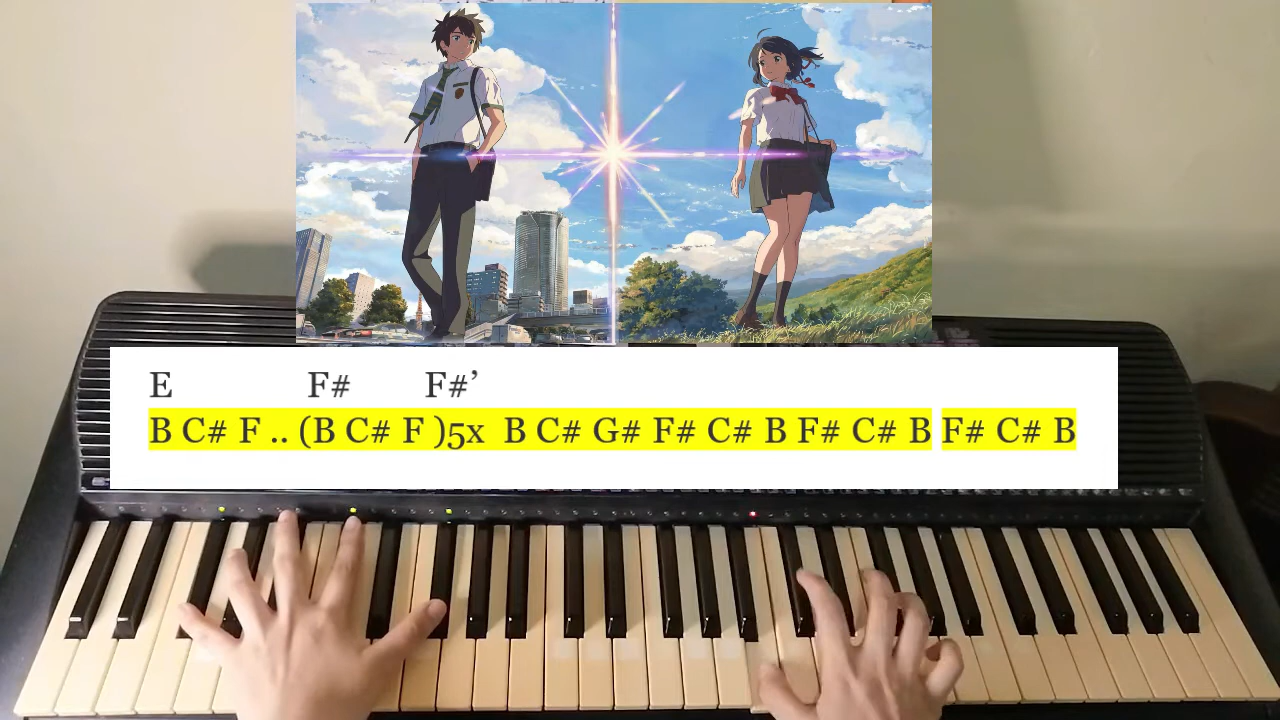 E F# F#’
B C# F .. (B C# F )5x B C# G# F# C# B F# C# B F# C# B